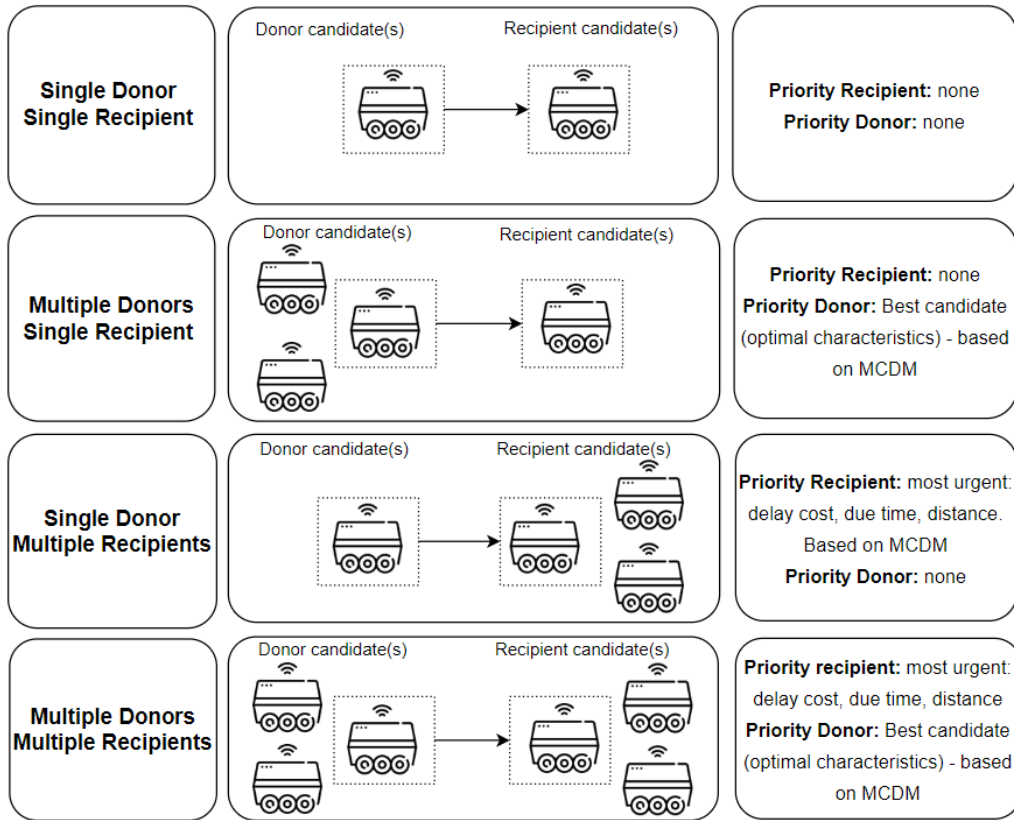 Single Donor
Single Recipient
Donor candidate(s)
Recipient candidate(s)
Priority Recipient: none
Priority Donor: none
Multiple Donors
Single Recipient
Donor candidate(s)
Recipient candidate(s)
Priority Recipient: none
Priority Donor: Best candidate
(optimal characteristics) - based
on MCDM
Single Donor
Multiple Recipients
Donor candidate(s)
Recipient candidate(s)
Priority Recipient: most urgent:
delay cost, due time, distance.
Based on MCDM
Priority Donor: none
Multiple Donors
Multiple Recipients
Donor candidate(s)
Recipient candidate(s)
Priority recipient: most urgent:
delay cost, due time, distance
Priority Donor: Best candidate
(optimal characteristics) - based
on MCDM